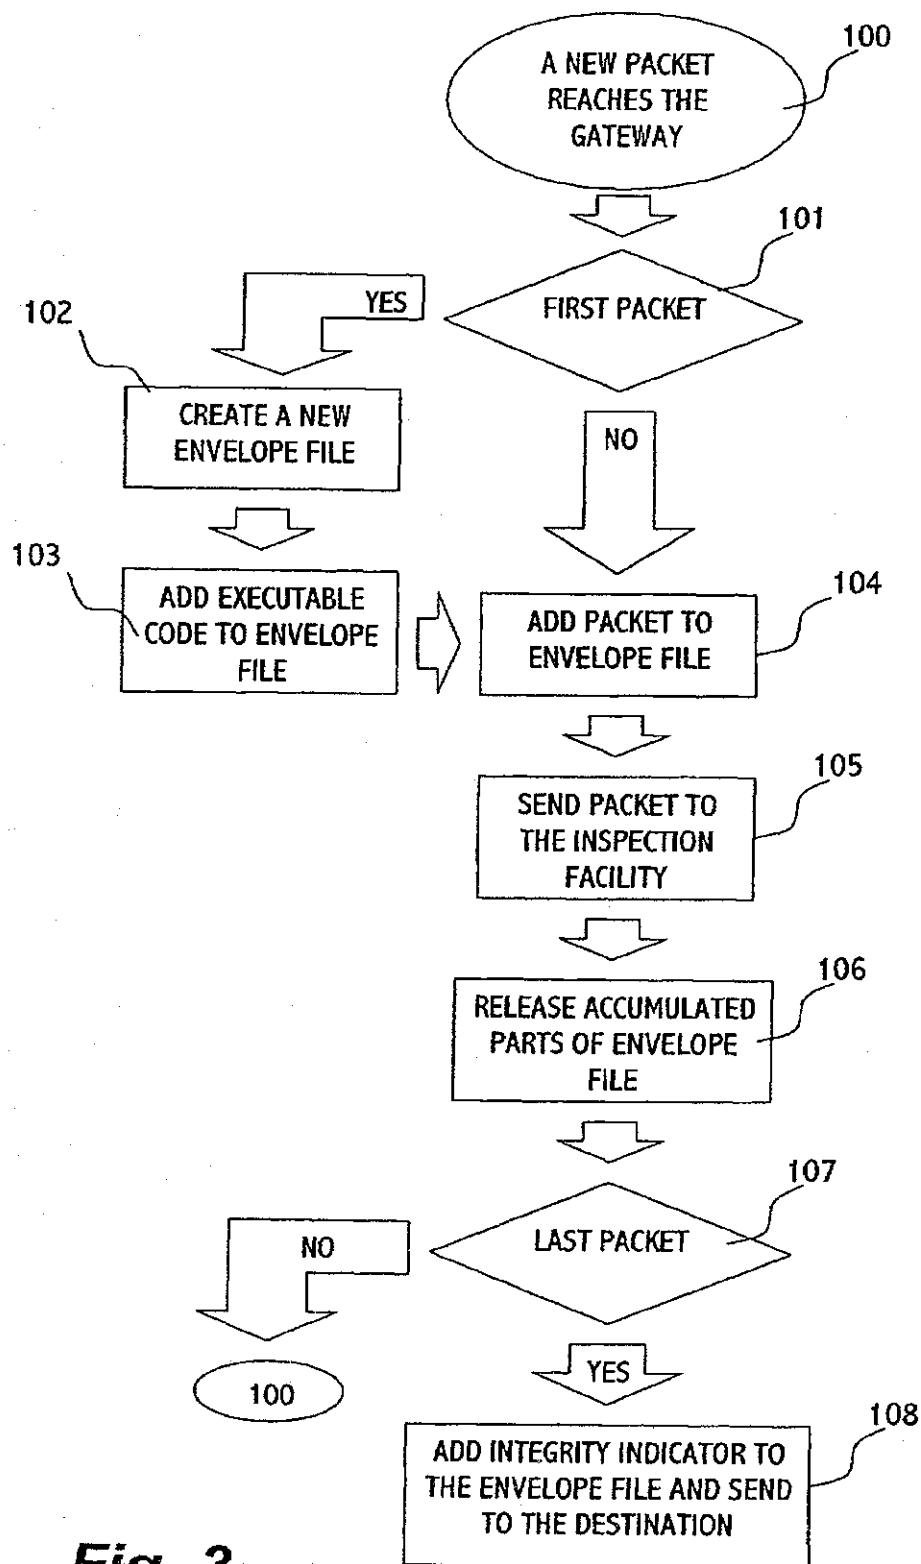 100
A NEW PACKET
REACHES THE
GATEWAY
101
FIRST PACKET
YES
102
CREATE A NEW
ENVELOPE FILE
NO
103
ADD EXECUTABLE
CODE TO ENVELOPE
FILE
104
ADD PACKET TO
ENVELOPE FILE
105
SEND PACKET TO
THE INSPECTION
FACILITY
106
RELEASE ACCUMULATED
PARTS OF ENVELOPE
FILE
107
LAST PACKET
NO
100
YES
108
ADD INTEGRITY INDICATOR TO
THE ENVELOPE FILE AND SEND
TO THE DESTINATION
Fig. 3